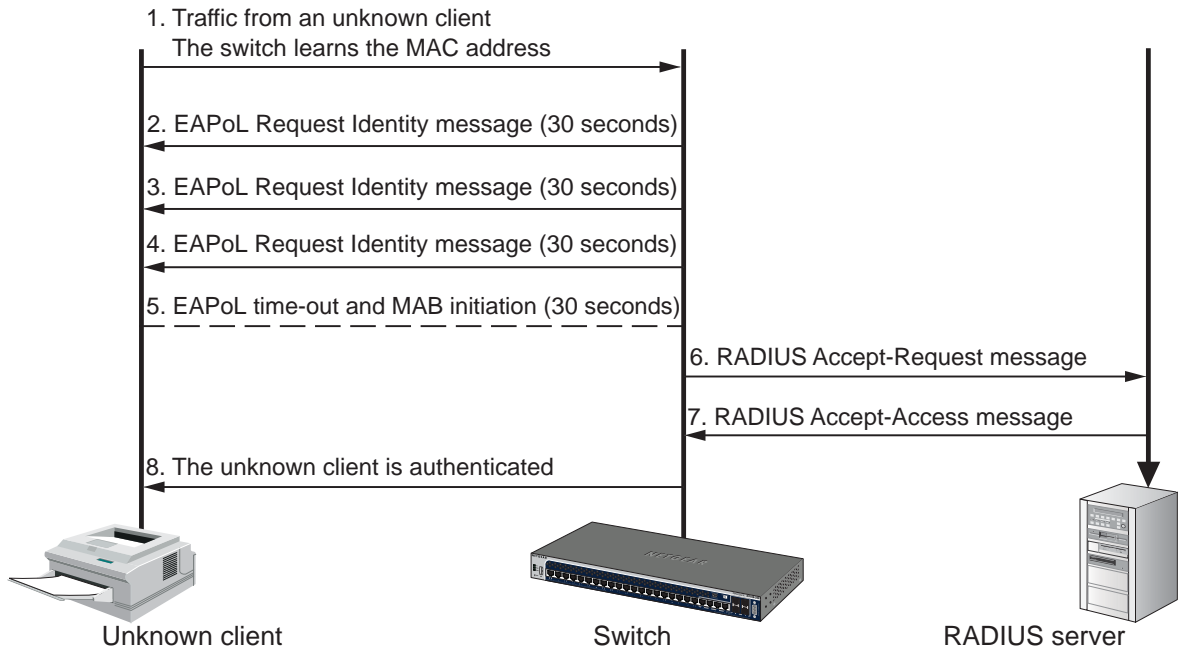 1. Traffic from an unknown client
The switch learns the MAC address
2. EAPoL Request Identity message (30 seconds)
3. EAPoL Request Identity message (30 seconds)
4. EAPoL Request Identity message (30 seconds)
5. EAPoL time-out and MAB initiation (30 seconds)
6. RADIUS Accept-Request message
7. RADIUS Accept-Access message
8. The unknown client is authenticated
NETGEAR
Unknown client
Switch
RADIUS server